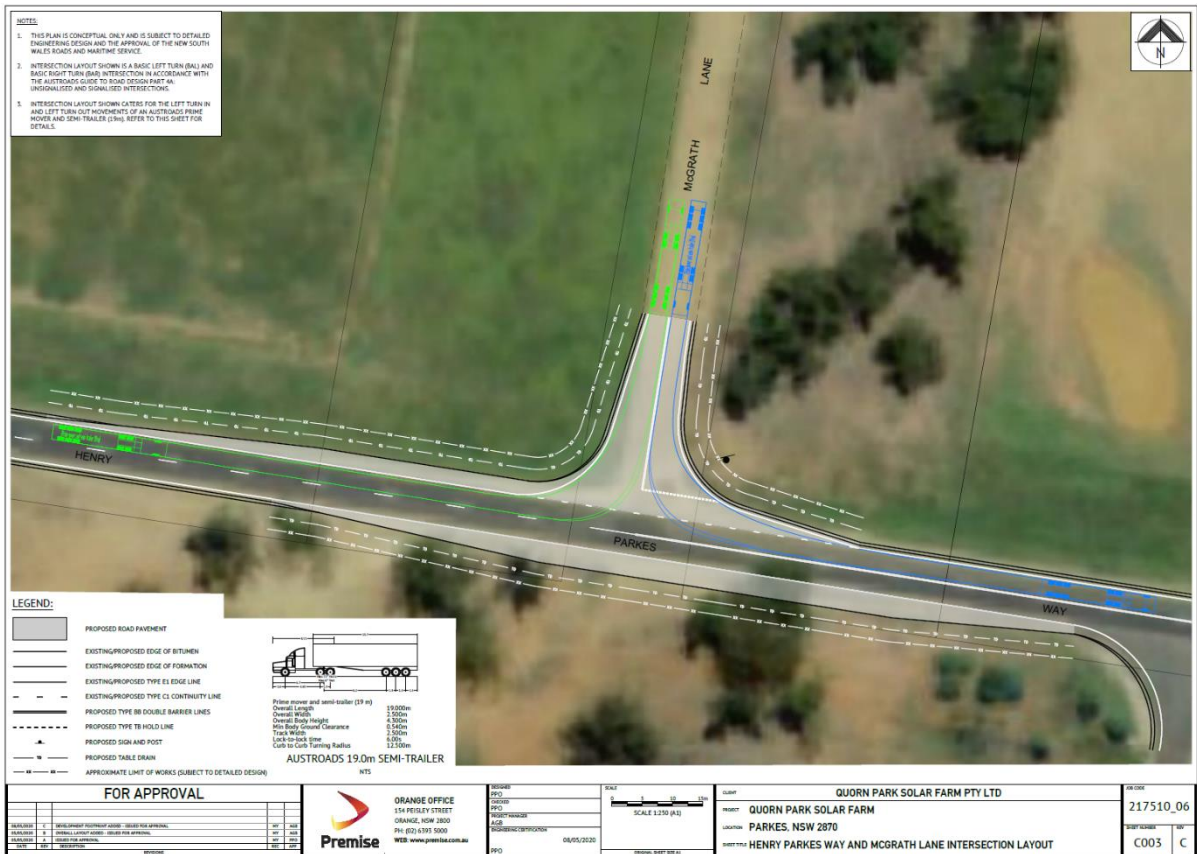 NOTES:
1. THIS PLAN IS CONCEPTUAL ONLY AND IS SUBJECT TO DETAILED
ENGINEERING DESIGN AND THE APPROVAL OF THE NEW SOUTH
WALES ROADS AND MARITIME SERVICE.
2. INTERSECTION LAYOUT SHOWN IS A BASIC LEFT TURN (BAL) AND
BASIC RIGHT TURN (BAR) INTERSECTION IN ACCORDANCE WITH
THE AUSTROADS GUIDE TO ROAD DESIGN PART 4A:
UNSIGNALISED AND SIGNALISED INTERSECTIONS.
3. INTERSECTION LAYOUT SHOWN CATERS FOR THE LEFT TURN IN
AND LEFT TURN OUT MOVEMENTS OF AN AUSTROADS PRIME
MOVER AND SEMI-TRAILER (19m). REFER TO THIS SHEET FOR
DETAILS.
N
LANE
McGRATH
HENRY
PARKES
WAY
LEGEND:
PROPOSED ROAD PAVEMENT
EXISTING/PROPOSED EDGE OF BITUMEN
EXISTING/PROPOSED EDGE OF FORMATION
EXISTING/PROPOSED TYPE E1 EDGE LINE
EXISTING/PROPOSED TYPE C1 CONTINUITY LINE
PROPOSED TYPE BB DOUBLE BARRIER LINES
PROPOSED TYPE TB HOLD LINE
PROPOSED SIGN AND POST
PROPOSED TABLE DRAIN
APPROXIMATE LIMIT OF WORKS (SUBJECT TO DETAILED DESIGN)
Prime mover and semi-trailer (19 m)
Overall Length 19.000m
Overall Width 2.500m
Overall Body Height 4.300m
Min Body Ground Clearance 0.540m
Track Width 2.500m
Lock-to-lock time 6.00s
Curb to Curb Turning Radius 12.500m
AUSTROADS 19.0m SEMI-TRAILER
NTS
FOR APPROVAL
C DEVELOPMENT FOOTPRINT ADDED - ISSUED FOR APPROVAL
B OVERALL LAYOUT ADDED - ISSUED FOR APPROVAL
A ISSUED FOR APPROVAL
DATE REV DESCRIPTION REC APP
REVISIONS
Premise
ORANGE OFFICE
154 PEISLEY STREET
ORANGE, NSW 2800
PH: (02) 6393 5000
WEB: www.premise.com.au
DESIGNED
PPO
CHECKED
PPO
PROJECT MANAGER
AGB
ENGINEERING CERTIFICATION
08/05/2020
PPO
SCALE
0 5 10 15m
SCALE 1:250 (A1)
ORIGINAL SHEET SIZE A1
CLIENT QUORN PARK SOLAR FARM PTY LTD
PROJECT QUORN PARK SOLAR FARM
LOCATION PARKES, NSW 2870
SHEET TITLE HENRY PARKES WAY AND MCGRATH LANE INTERSECTION LAYOUT
JOB CODE
217510_06
SHEET NUMBER REV
C003 C